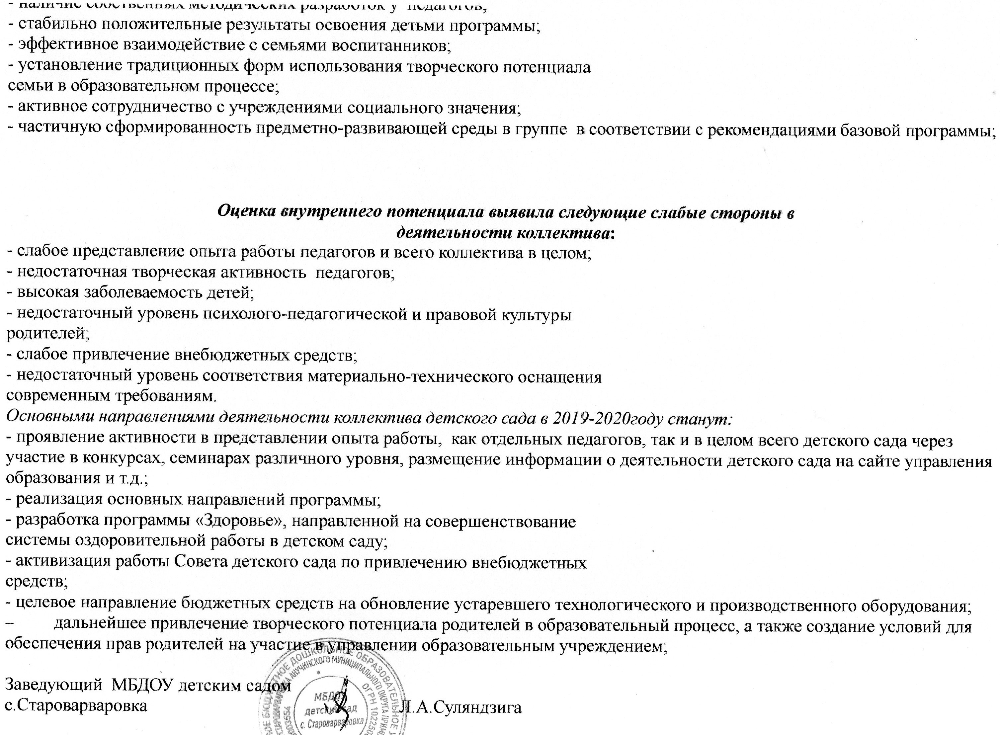 - наличие собственных методических разработок у  педагогов;
- стабильно положительные результаты освоения детьми программы;
- эффективное взаимодействие с семьями воспитанников;
- установление традиционных форм использования творческого потенциала
семьи в образовательном процессе;
- активное сотрудничество с учреждениями социального значения;
- частичную сформированность предметно-развивающей среды в группе  в соответствии с рекомендациями базовой программы;
Оценка внутреннего потенциала выявила следующие слабые стороны в
деятельности коллектива:
- слабое представление опыта работы педагогов и всего коллектива в целом;
- недостаточная творческая активность  педагогов;
- высокая заболеваемость детей;
- недостаточный уровень психолого-педагогической и правовой культуры
родителей;
- слабое привлечение внебюджетных средств;
- недостаточный уровень соответствия материально-технического оснащения
современным требованиям.
Основными направлениями деятельности коллектива детского сада в 2019-2020году станут:
- проявление активности в представлении опыта работы,  как отдельных педагогов, так и в целом всего детского сада через
участие в конкурсах, семинарах различного уровня, размещение информации о деятельности детского сада на сайте управления
образования и т.д.;
- реализация основных направлений программы;
- разработка программы «Здоровье», направленной на совершенствование
системы оздоровительной работы в детском саду;
- активизация работы Совета детского сада по привлечению внебюджетных
средств;
- целевое направление бюджетных средств на обновление устаревшего технологического и производственного оборудования;
– дальнейшее привлечение творческого потенциала родителей в образовательный процесс, а также создание условий для
обеспечения прав родителей на участие в управлении образовательным учреждением;
Заведующий  МБДОУ детским садом
с.Староварваровка Л.А.Суляндзига
ДОШКОЛЬНОЕ ОБРАЗОВАТЕЛЬНОЕ
АНУЧИНСКОГО МУНИЦИПАЛЬНОГО ОКРУГА
ОГРН
МБДОУ
детский сад
с. Староварваровка